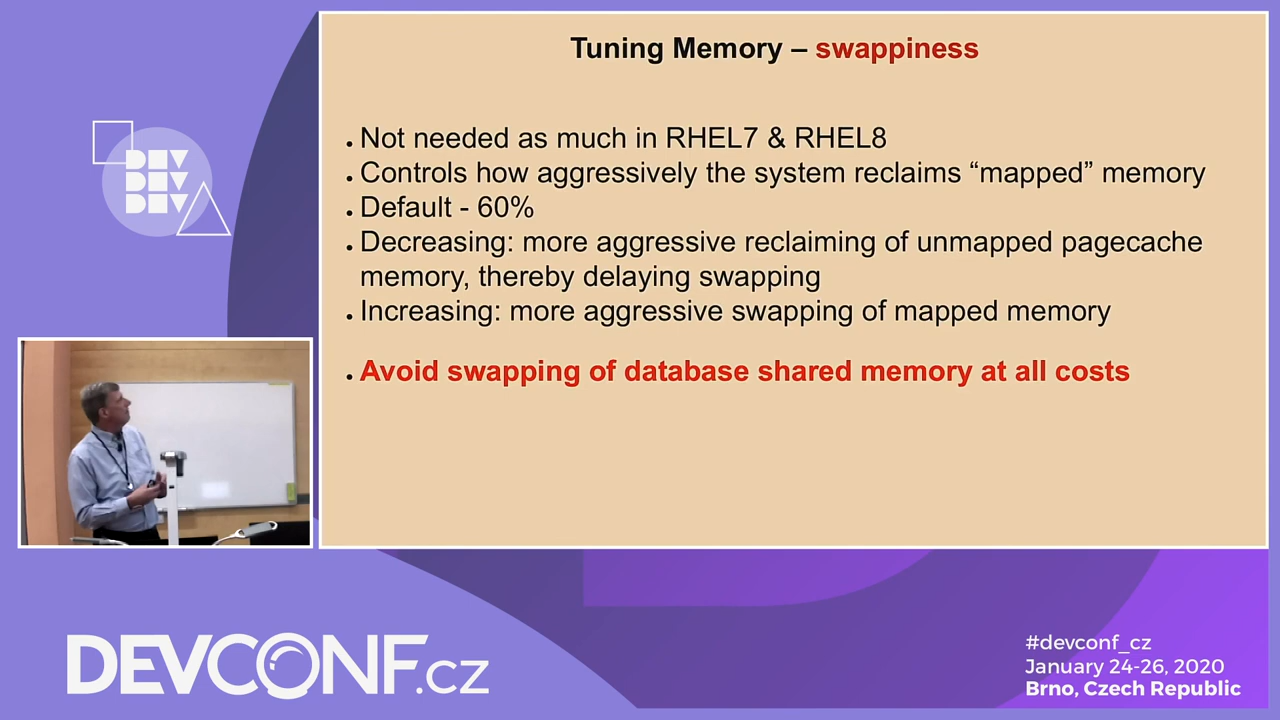 Tuning Memory – swappiness
• Not needed as much in RHEL7 & RHEL8
• Controls how aggressively the system reclaims “mapped” memory
• Default - 60%
• Decreasing: more aggressive reclaiming of unmapped pagecache
memory, thereby delaying swapping
• Increasing: more aggressive swapping of mapped memory
• Avoid swapping of database shared memory at all costs
DEV
DEV
DEV
DEVCONF.cz
#devconf_cz
January 24-26, 2020
Brno, Czech Republic